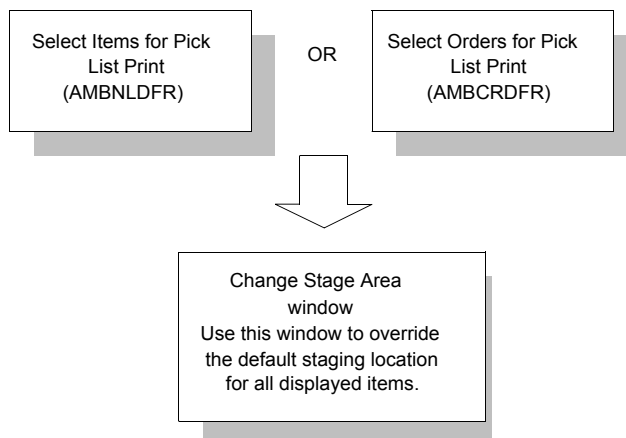 Select Items for Pick
List Print
(AMBNLDFR)
OR
Select Orders for Pick
List Print
(AMBCRDFR)
Change Stage Area
window
Use this window to override
the default staging location
for all displayed items.